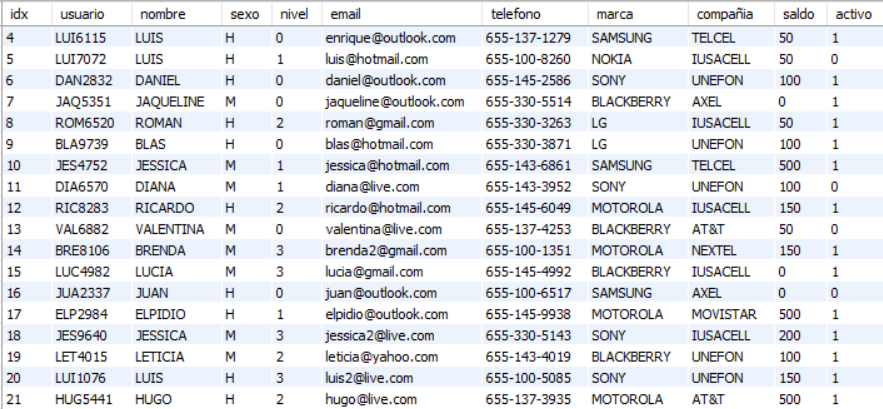 idx usuario nombre sexo nivel email telefono marca compañia saldo activo
4 LUI6115 LUIS H 0 enrique@outlook.com 655-137-1279 SAMSUNG TELCEL 50 1
5 LUI7072 LUIS H 1 luis@hotmail.com 655-100-8260 NOKIA IUSACELL 50 0
6 DAN2832 DANIEL H 0 daniel@outlook.com 655-145-2586 SONY UNEFON 100 1
7 JAQ5351 JAQUELINE M 0 jaqueline@outlook.com 655-330-5514 BLACKBERRY AXEL 0 1
8 ROM6520 ROMAN H 2 roman@gmail.com 655-330-3263 LG IUSACELL 50 1
9 BLA9739 BLAS H 0 blas@hotmail.com 655-330-3871 LG UNEFON 100 1
10 JES4752 JESSICA M 1 jessica@hotmail.com 655-143-6861 SAMSUNG TELCEL 500 1
11 DIA6570 DIANA M 1 diana@live.com 655-143-3952 SONY UNEFON 100 0
12 RIC8283 RICARDO H 2 ricardo@hotmail.com 655-145-6049 MOTOROLA IUSACELL 150 1
13 VAL6882 VALENTINA M 0 valentina@live.com 655-137-4253 BLACKBERRY AT&T 50 0
14 BRE8106 BRENDA M 3 brenda2@gmail.com 655-100-1351 MOTOROLA NEXTEL 150 1
15 LUC4982 LUCIA M 3 lucia@gmail.com 655-145-4992 BLACKBERRY IUSACELL 0 1
16 JUA2337 JUAN H 0 juan@outlook.com 655-100-6517 SAMSUNG AXEL 0 0
17 ELP2984 ELPIDIO H 1 elpidio@outlook.com 655-145-9938 MOTOROLA MOVISTAR 500 1
18 JES9640 JESSICA M 3 jessica2@live.com 655-330-5143 SONY IUSACELL 200 1
19 LET4015 LETICIA M 2 leticia@yahoo.com 655-143-4019 BLACKBERRY UNEFON 100 1
20 LUI1076 LUIS H 3 luis2@live.com 655-100-5085 SONY UNEFON 150 1
21 HUG5441 HUGO H 2 hugo@live.com 655-137-3935 MOTOROLA AT&T 500 1